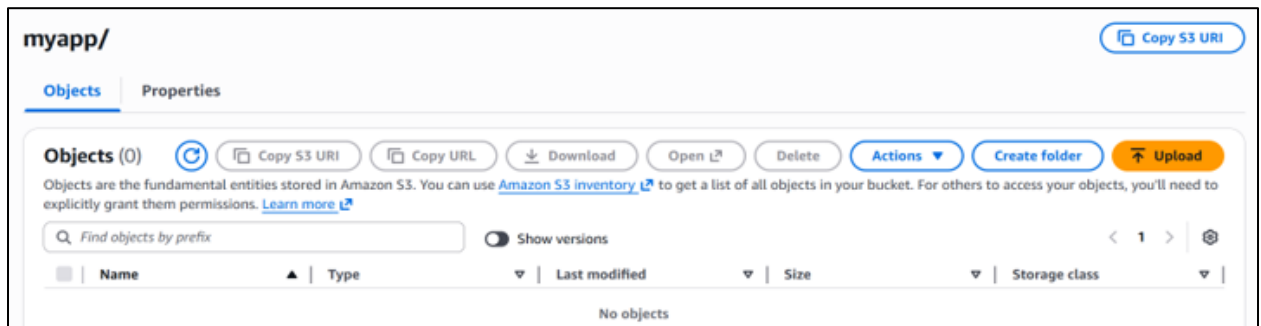 myapp/
Copy S3 URI
Objects Properties
Objects (0) Copy S3 URI Copy URL Download Open Delete Actions Create folder Upload
Objects are the fundamental entities stored in Amazon S3. You can use Amazon S3 inventory to get a list of all objects in your bucket. For others to access your objects, you'll need to
explicitly grant them permissions. Learn more
Find objects by prefix Show versions 1
Name Type Last modified Size Storage class
No objects